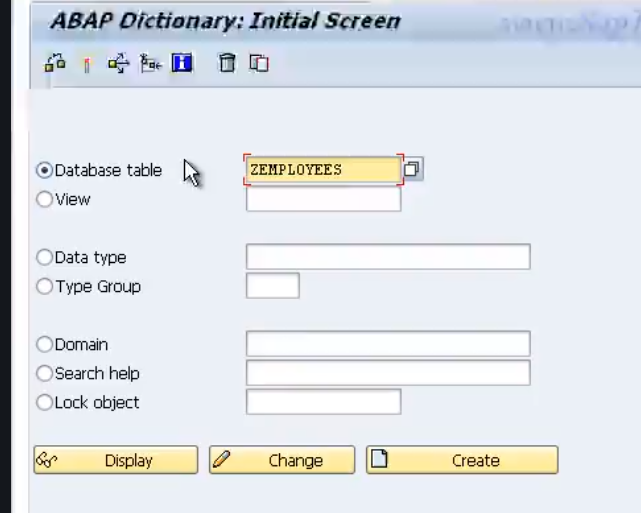 ABAP Dictionary: Initial Screen
Database table ZEMPLOYEES
View
Data type
Type Group
Domain
Search help
Lock object
Display Change Create